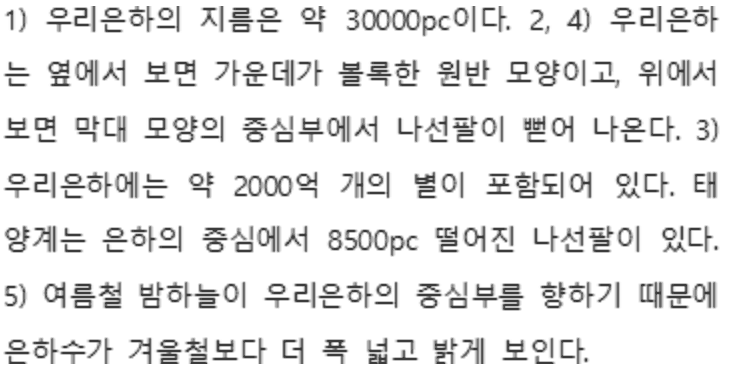 1) 우리은하의 지름은 약 30000pc이다. 2, 4) 우리은하
는 옆에서 보면 가운데가 볼록한 원반 모양이고, 위에서
보면 막대 모양의 중심부에서 나선팔이 뻗어 나온다. 3)
우리은하에는 약 2000억 개의 별이 포함되어 있다. 태
양계는 은하의 중심에서 8500pc 떨어진 나선팔이 있다.
5) 여름철 밤하늘이 우리은하의 중심부를 향하기 때문에
은하수가 겨울철보다 더 폭 넓고 밝게 보인다.